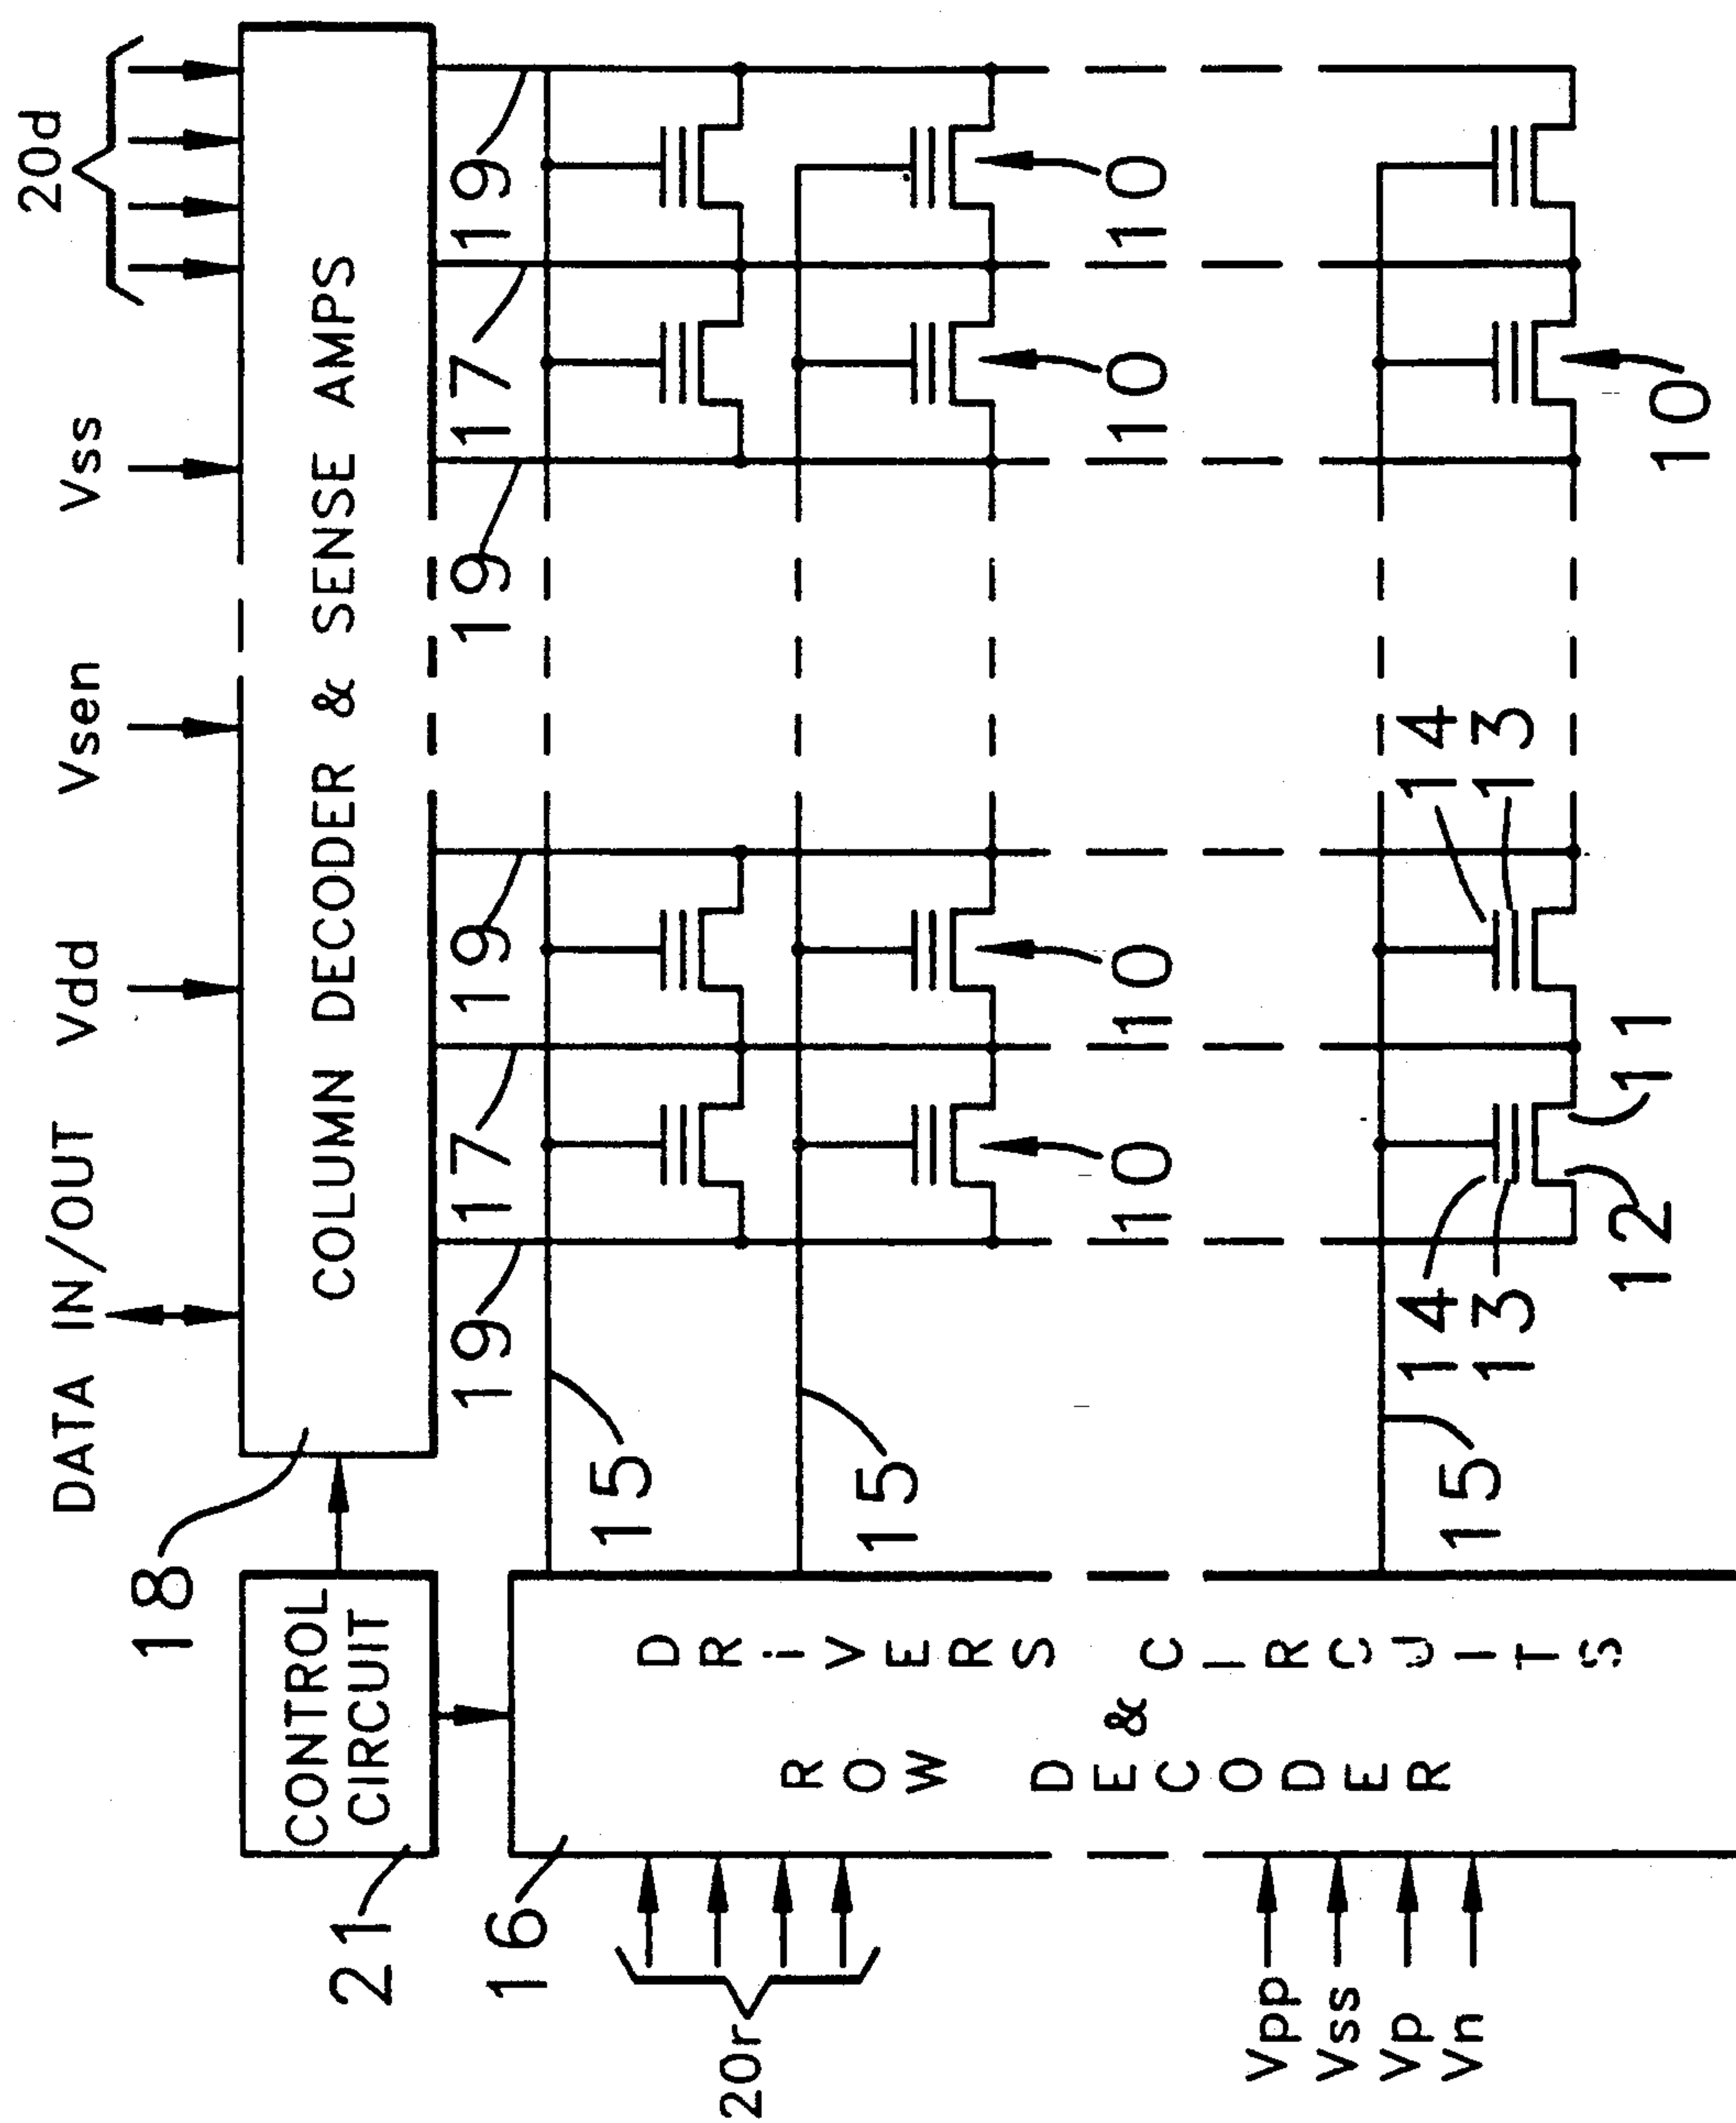 DATA IN/OUT Vdd Vsen Vss 20d
18
CONTROL
CIRCUIT
COLUMN DECODER & SENSE AMPS
21
19 17 19 19 17 19
16
15
DRIVERS CIRCUITS
&
ROW DECODER
20r
15
10 10 10 10
Vpp
Vss
Vp
Vn
15
14 14
13 13
12 11 10